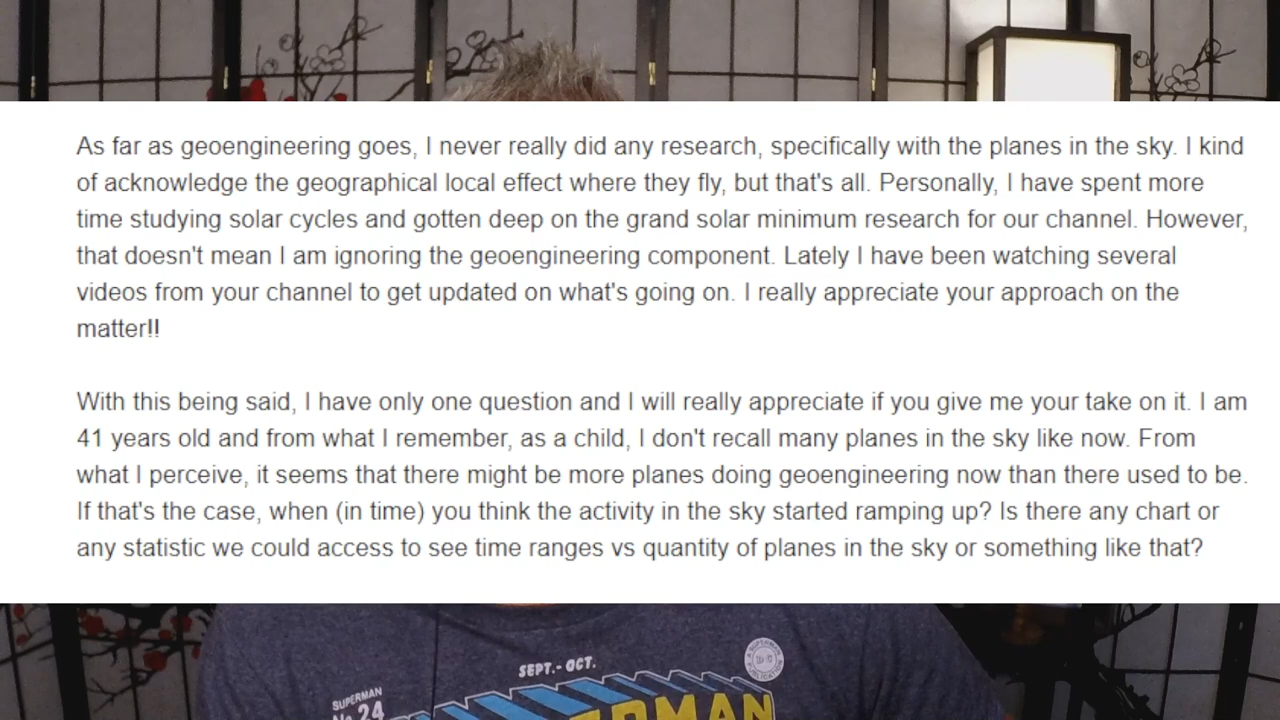 As far as geoengineering goes, I never really did any research, specifically with the planes in the sky. I kind
of acknowledge the geographical local effect where they fly, but that's all. Personally, I have spent more
time studying solar cycles and gotten deep on the grand solar minimum research for our channel. However,
that doesn't mean I am ignoring the geoengineering component. Lately I have been watching several
videos from your channel to get updated on what's going on. I really appreciate your approach on the
matter!!
With this being said, I have only one question and I will really appreciate if you give me your take on it. I am
41 years old and from what I remember, as a child, I don't recall many planes in the sky like now. From
what I perceive, it seems that there might be more planes doing geoengineering now than there used to be.
If that's the case, when (in time) you think the activity in the sky started ramping up? Is there any chart or
any statistic we could access to see time ranges vs quantity of planes in the sky or something like that?
SEPT.- OCT.
SUPERMAN
No. 24